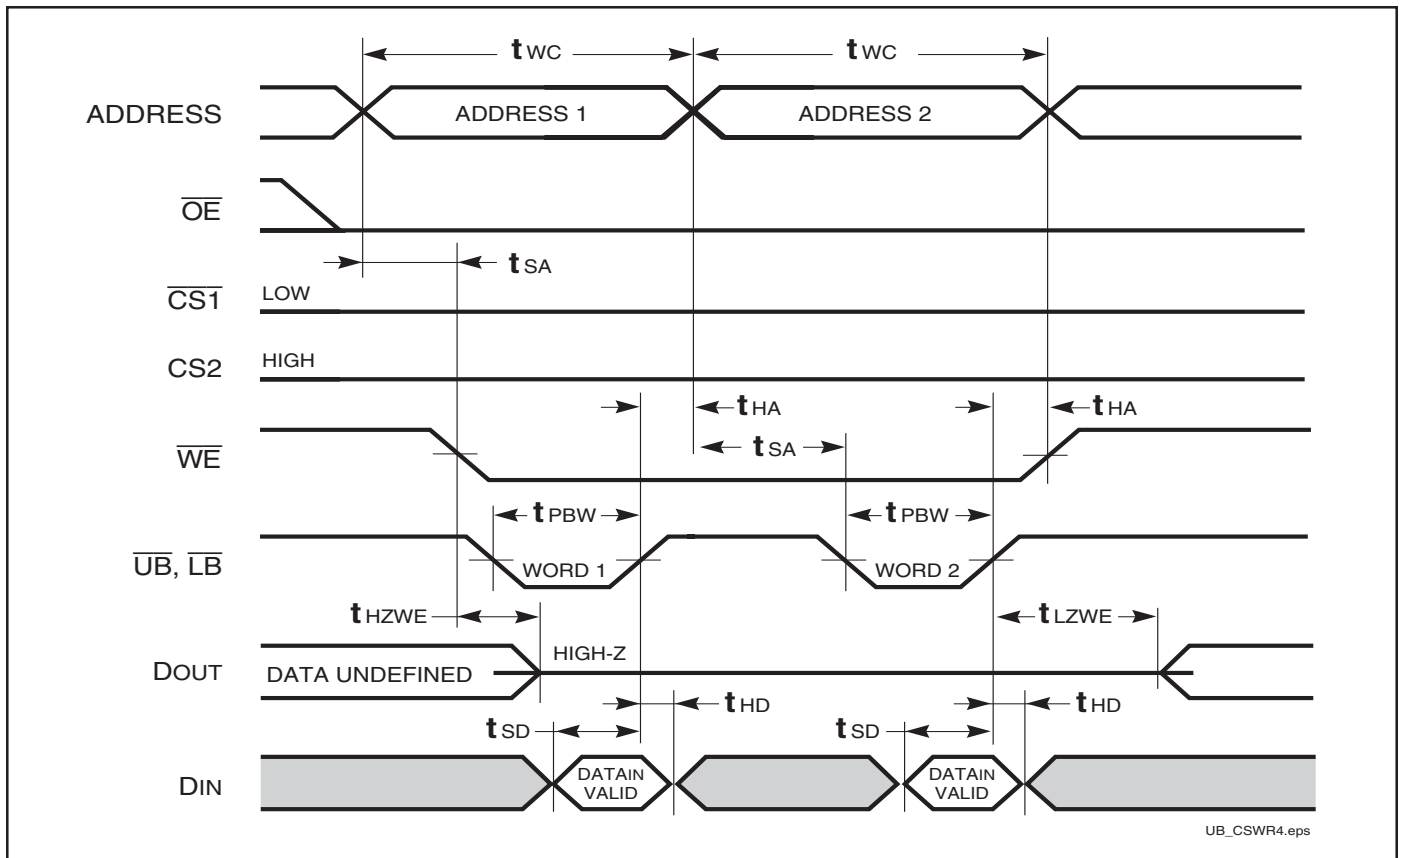 tWC tWC
ADDRESS ADDRESS 1 ADDRESS 2
OE
tSA
CS1 LOW
CS2 HIGH
tHA tHA
WE tSA
tPBW tPBW
UB, LB WORD 1 WORD 2
tHZWE tLZWE
DOUT DATA UNDEFINED HIGH-Z
tHD tHD
tSD tSD
DIN DATAIN VALID DATAIN VALID
UB_CSWR4.eps